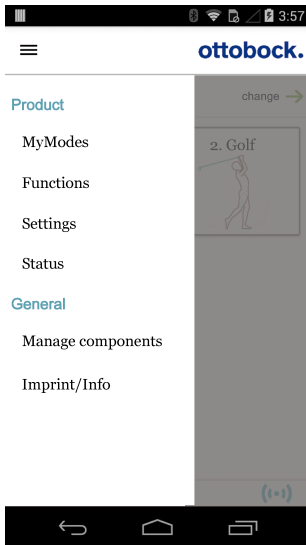 3:57
ottobock.
Product
change
MyModes
2. Golf
Functions
Settings
Status
General
Manage components
Imprint/Info